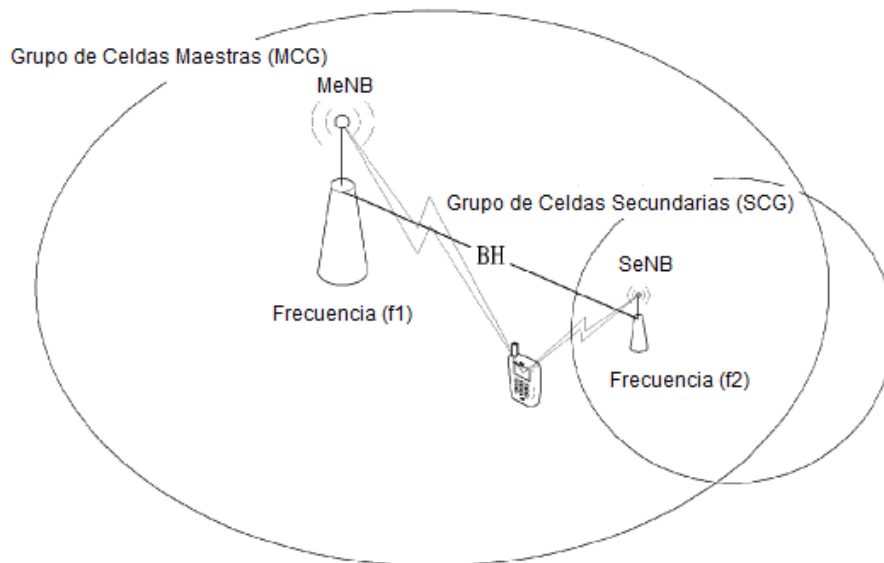 Grupo de Celdas Maestras (MCG)
MeNB
Grupo de Celdas Secundarias (SCG)
BH
SeNB
Frecuencia (f1)
Frecuencia (f2)